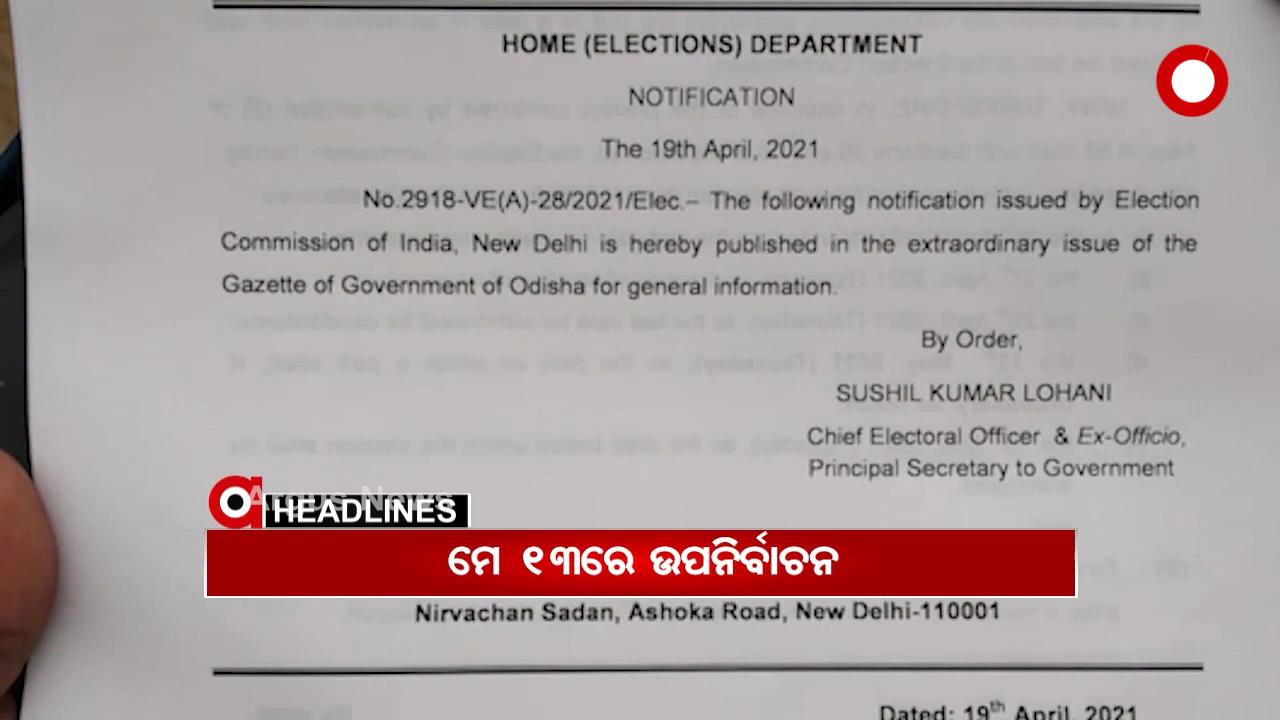 HOME (ELECTIONS) DEPARTMENT
NOTIFICATION
The 19th April, 2021
No.2918-VE(A)-28/2021/Elec.– The following notification issued by Election
Commission of India, New Delhi is hereby published in the extraordinary issue of the
Gazette of Government of Odisha for general information.
By Order,
SUSHIL KUMAR LOHANI
Chief Electoral Officer & Ex-Officio,
Principal Secretary to Government
Argus News
HEADLINES
ମେ ୧୩ରେ ଉପନିର୍ବାଚନ
Nirvachan Sadan, Ashoka Road, New Delhi-110001
Dated: 19th April, 2021